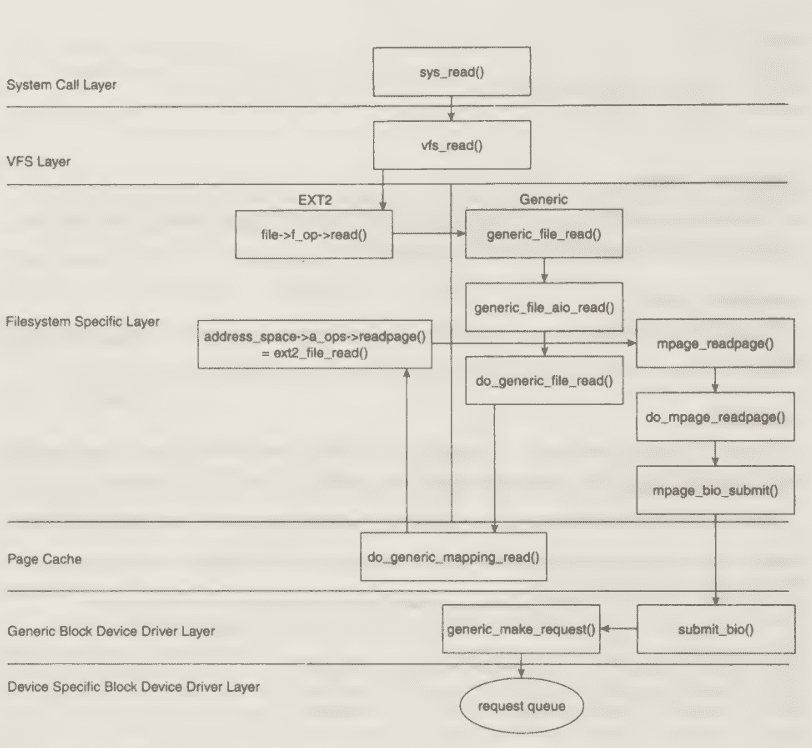 sys_read()
System Call Layer
vfs_read()
VFS Layer
EXT2
Generic
file->f_op->read()
generic_file_read()
generic_file_aio_read()
Filesystem Specific Layer
address_space->a_ops->readpage()
= ext2_file_read()
mpage_readpage()
do_generic_file_read()
do_mpage_readpage()
mpage_bio_submit()
Page Cache
do_generic_mapping_read()
Generic Block Device Driver Layer
generic_make_request()
submit_bio()
Device Specific Block Device Driver Layer
request queue